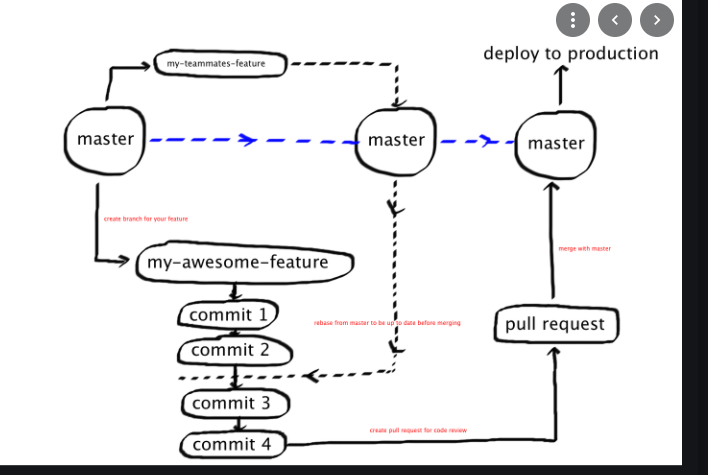 deploy to production
my-teammates-feature
master
master
master
create branch for your feature
merge with master
my-awesome-feature
commit 1
rebase from master to be up to date before merging
pull request
commit 2
commit 3
create pull request for code review
commit 4